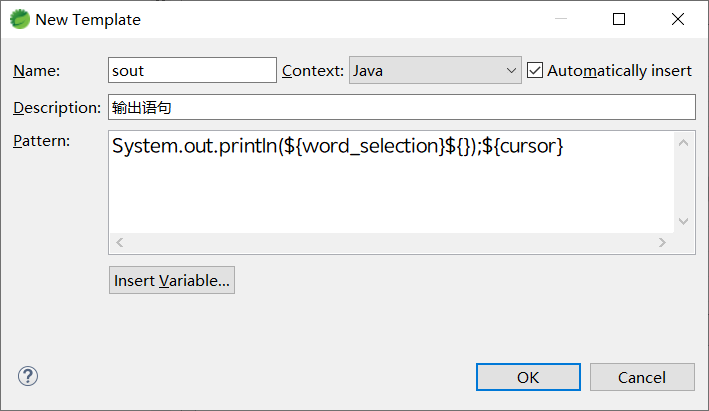 New Template
Name: sout Context: Java Automatically insert
Description: 输出语句
Pattern: System.out.println(${word_selection}${});${cursor}
Insert Variable...
? OK Cancel